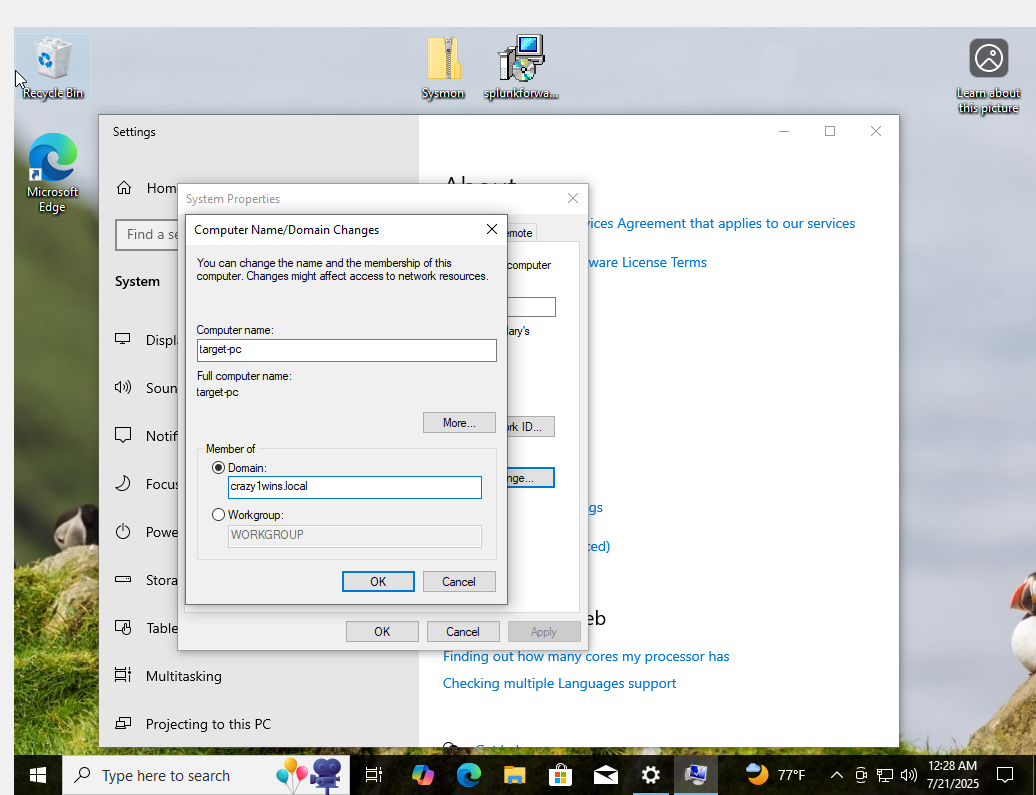 Recycle Bin
Sysmon
splunkforwa...
Learn about
this picture
Microsoft
Edge
Settings
Hom
Find a se
System
Displ
Soun
Notif
Focus
Powe
Stora
Table
Multitasking
Projecting to this PC
About
vices Agreement that applies to our services
ware License Terms
gs
ced)
eb
Finding out how many cores my processor has
Checking multiple Languages support
System Properties
emote
computer
ary's
rk ID...
nge...
OK
Cancel
Apply
Computer Name/Domain Changes
You can change the name and the membership of this
computer. Changes might affect access to network resources.
Computer name:
target-pc
Full computer name:
target-pc
More...
Member of
Domain:
crazy1wins.local
Workgroup:
WORKGROUP
OK
Cancel
Type here to search
77°F
12:28 AM
7/21/2025